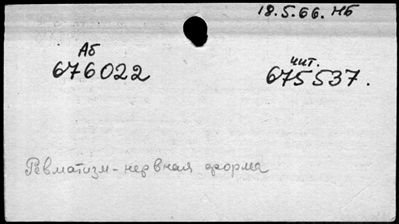 18.5.66. НБ
Аб чит.
676022 675537.
Ревматизм-нервная форма